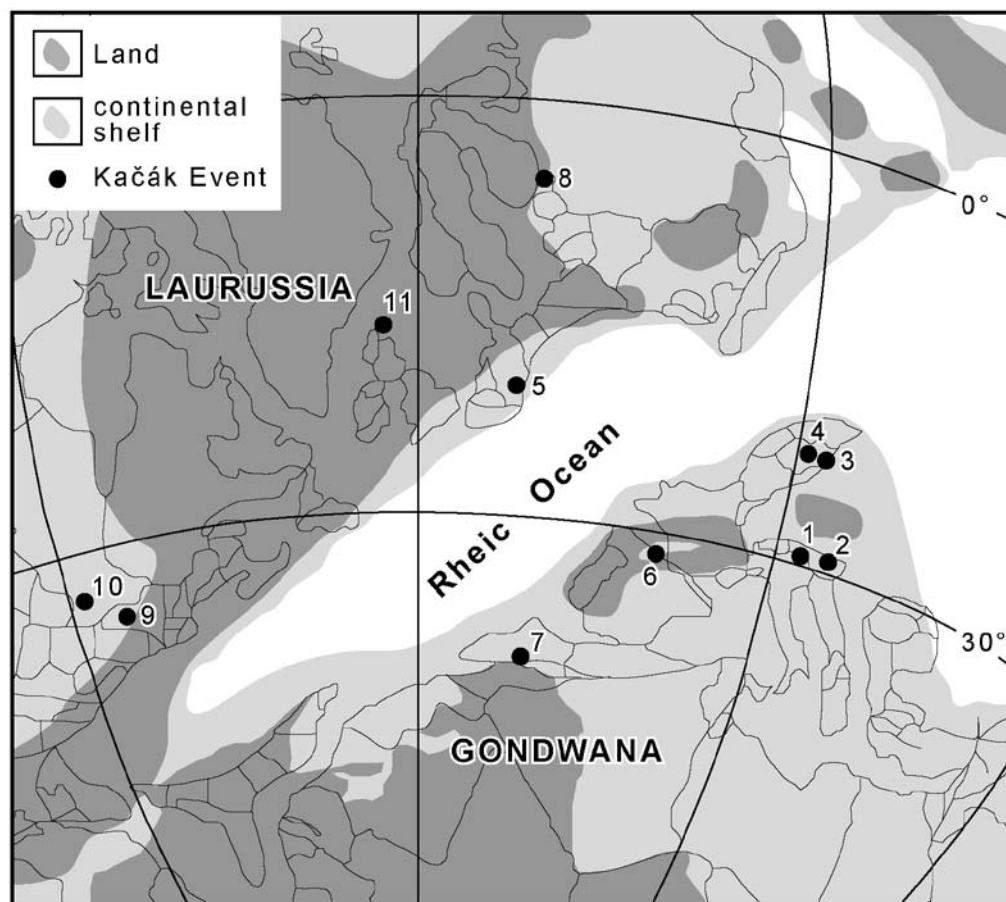 Land
continental
shelf
Kačák Event
8
0°
LAURUSSIA
11
5
4
3
Rheic Ocean
1
2
6
10
9
30°
7
GONDWANA